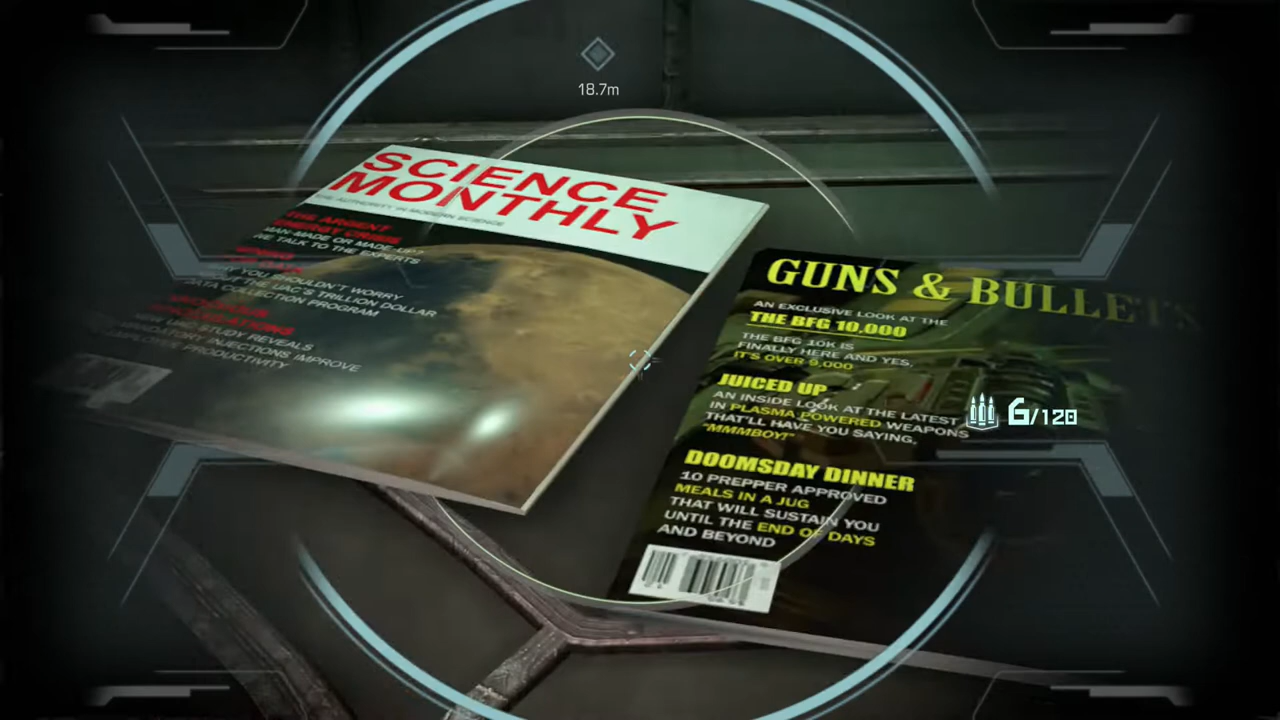 18.7m
SCIENCE
MONTHLY
THE AUTHORITY IN MODERN SCIENCE
THE ARGENT
ENERGY CRISIS
MAN-MADE OR MADE-UP?
WE TALK TO THE EXPERTS
YOU SHOULDN'T WORRY
THE UAC'S TRILLION DOLLAR
DATA COLLECTION PROGRAM
UAC STUDY REVEALS
MANDATORY INJECTIONS IMPROVE
PRODUCTIVITY
GUNS & BULLETS
AN EXCLUSIVE LOOK AT THE
THE BFG 10,000
THE BFG 10K IS
FINALLY HERE AND YES,
IT'S OVER 9,000
JUICED UP
AN INSIDE LOOK AT THE LATEST
IN PLASMA-POWERED WEAPONS
THAT'LL HAVE YOU SAYING,
"MMMBOY!"
DOOMSDAY DINNER
10 PREPPER APPROVED
MEALS IN A JUG
THAT WILL SUSTAIN YOU
UNTIL THE END OF DAYS
AND BEYOND
6/120